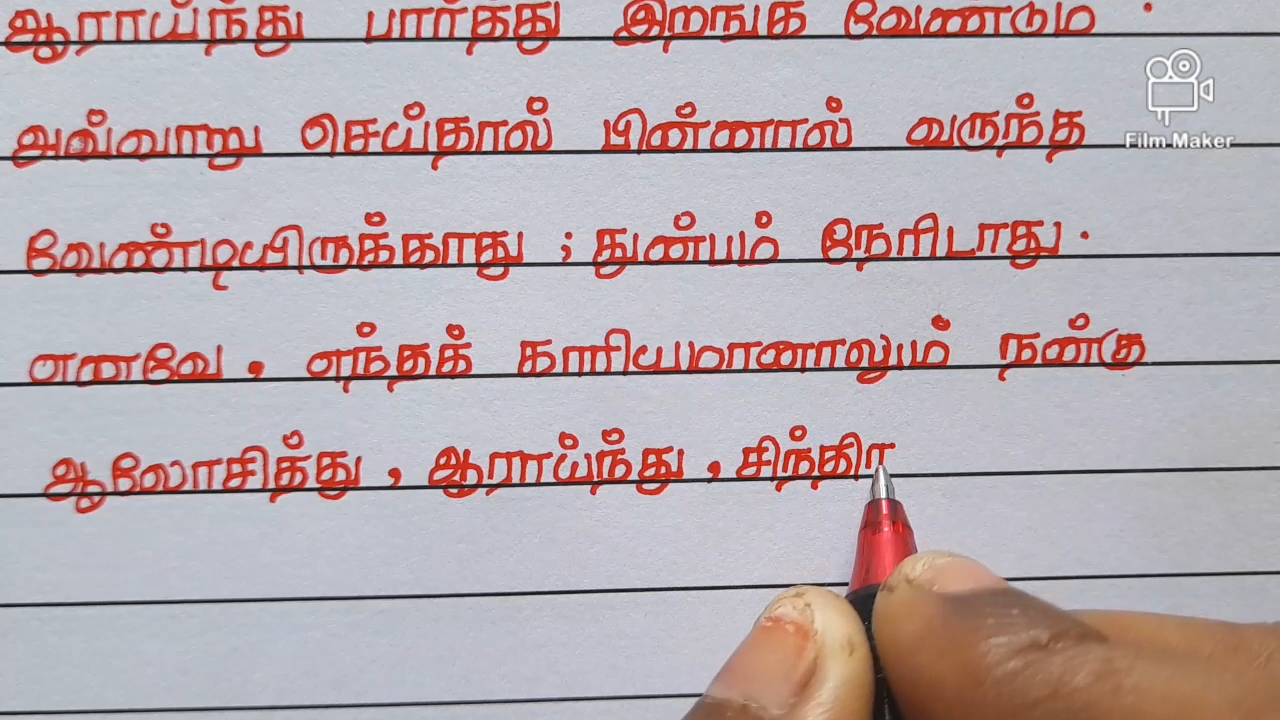 ஆராய்ந்து பார்த்து இறங்க வேண்டும் .
அவ்வாறு செய்தால் பின்னால் வருந்த
வேண்டியிருக்காது ; துன்பம் நேரிடாது .
எனவே , எந்தக் காரியமானாலும் நன்கு
ஆலோசித்து , ஆராய்ந்து ,
Film Maker